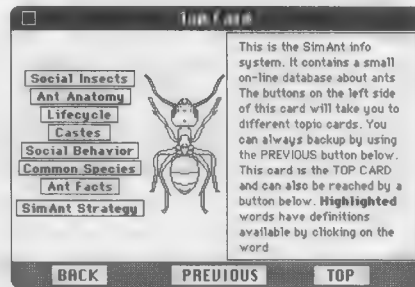 Top Card
Social Insects
Ant Anatomy
Lifecycle
Castes
Social Behavior
Common Species
Ant Facts
SimAnt Strategy
This is the SimAnt info
system. It contains a small
on-line database about ants
The buttons on the left side
of this card will take you to
different topic cards. You
can always backup by using
the PREVIOUS button below.
This card is the TOP CARD
and can also be reached by a
button below. Highlighted
words have definitions
available by clicking on the
word
BACK
PREVIOUS
TOP